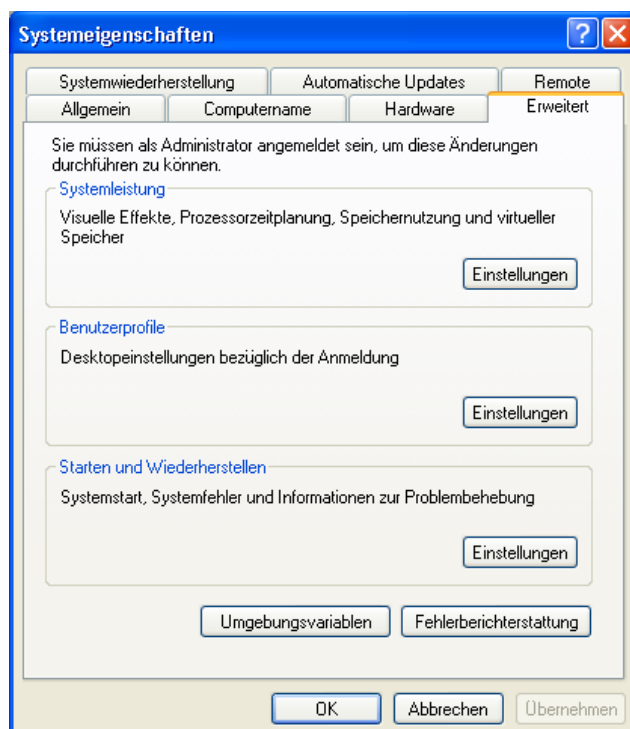 Systemeigenschaften
Systemwiederherstellung Automatische Updates Remote
Allgemein Computername Hardware Erweitert
Sie müssen als Administrator angemeldet sein, um diese Änderungen
durchführen zu können.
Systemleistung
Visuelle Effekte, Prozessorzeitplanung, Speichernutzung und virtueller
Speicher
Einstellungen
Benutzerprofile
Desktopeinstellungen bezüglich der Anmeldung
Einstellungen
Starten und Wiederherstellen
Systemstart, Systemfehler und Informationen zur Problembehebung
Einstellungen
Umgebungsvariablen Fehlerberichterstattung
OK Abbrechen Übernehmen